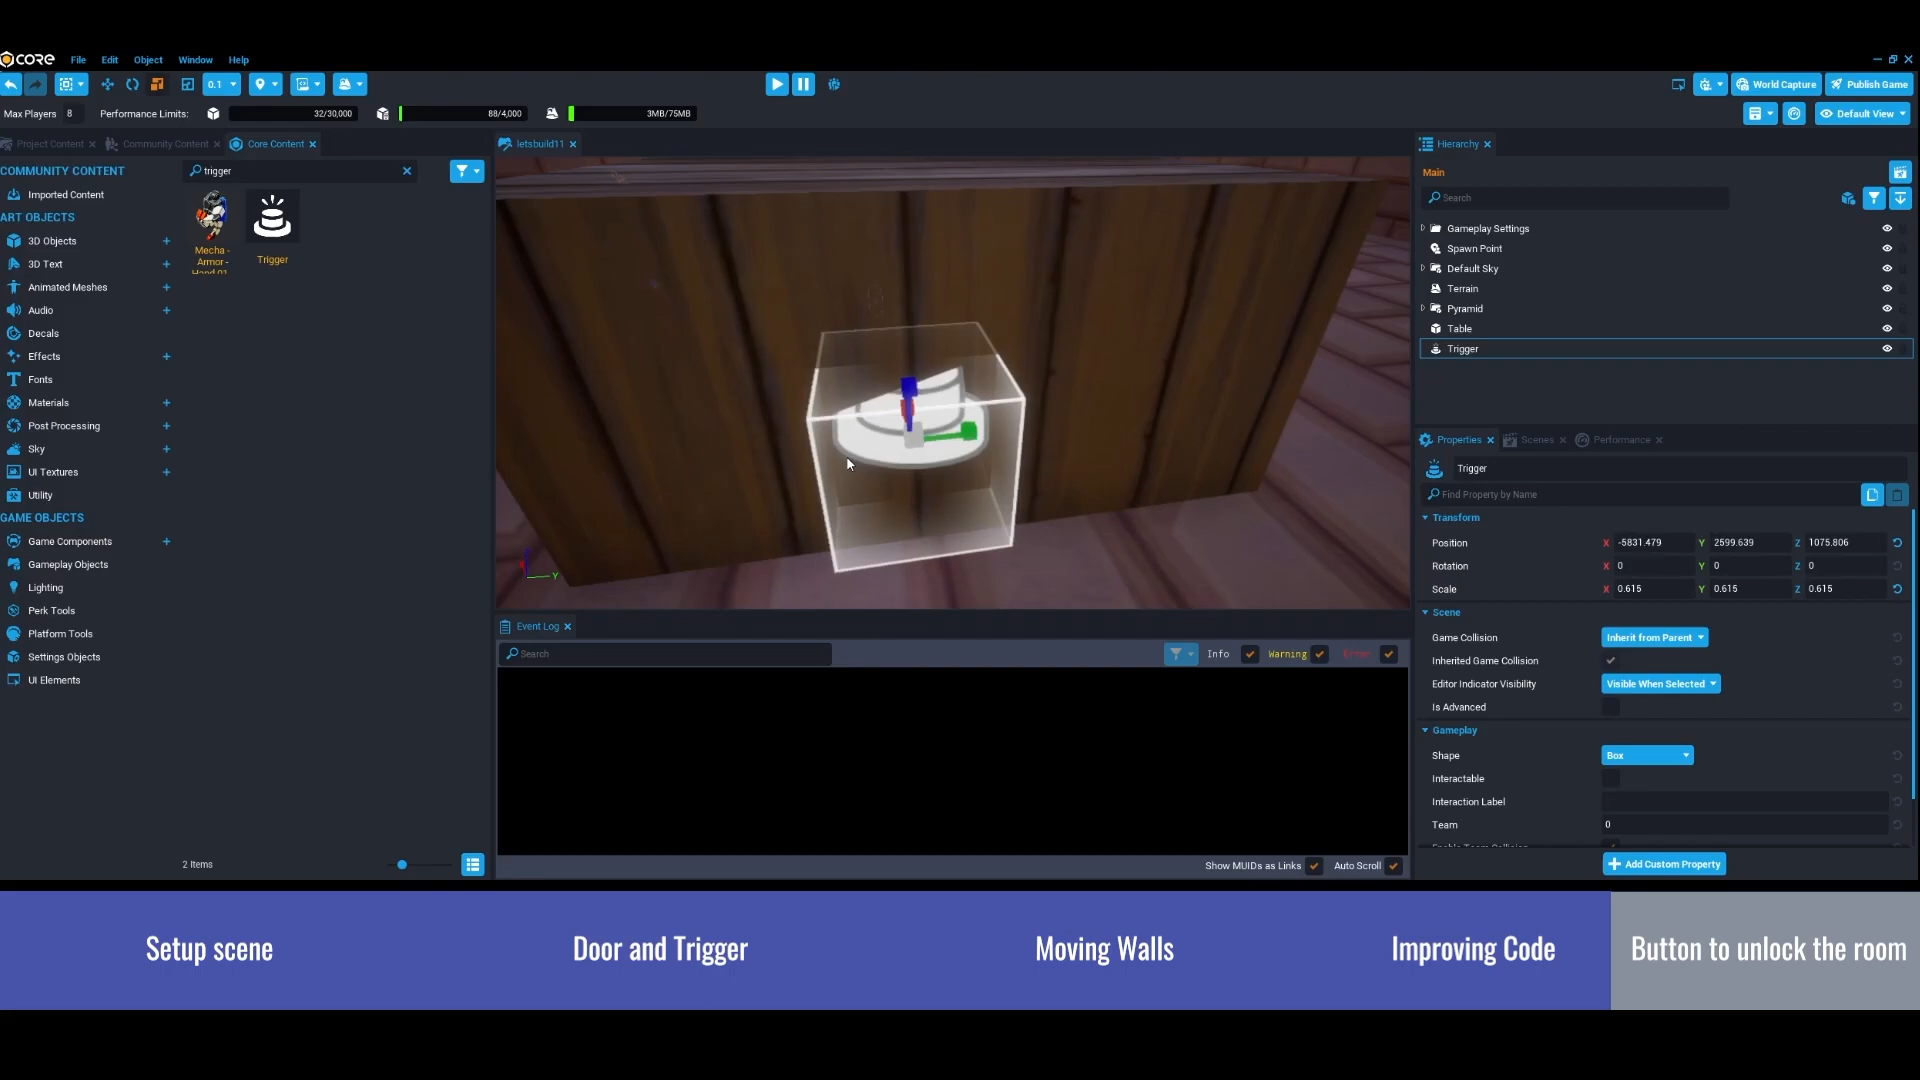 CORE File Edit Object Window Help
0.1 World Capture Publish Game
Max Players 8 Performance Limits: 32/30,000 88/4,000 3MB/75MB Default View
Project Content Community Content Core Content letsbuild11 Hierarchy
COMMUNITY CONTENT
trigger
Imported Content
ART OBJECTS
3D Objects
3D Text
Animated Meshes
Audio
Decals
Effects
Fonts
Materials
Post Processing
Sky
UI Textures
Utility
GAME OBJECTS
Game Components
Gameplay Objects
Lighting
Perk Tools
Platform Tools
Settings Objects
UI Elements
Mecha -
Armor -
Hand 01
Trigger
2 Items
Y
Event Log
Search Info Warning Error
Show MUIDs as Links Auto Scroll
Main
Search
Gameplay Settings
Spawn Point
Default Sky
Terrain
Pyramid
Table
Trigger
Properties Scenes Performance
Trigger
Find Property by Name
Transform
Position X -5831.479 Y 2599.639 Z 1075.806
Rotation X 0 Y 0 Z 0
Scale X 0.615 Y 0.615 Z 0.615
Scene
Game Collision Inherit from Parent
Inherited Game Collision
Editor Indicator Visibility Visible When Selected
Is Advanced
Gameplay
Shape Box
Interactable
Interaction Label
Team 0
Enable Team Collision
Add Custom Property
Setup scene Door and Trigger Moving Walls Improving Code Button to unlock the room